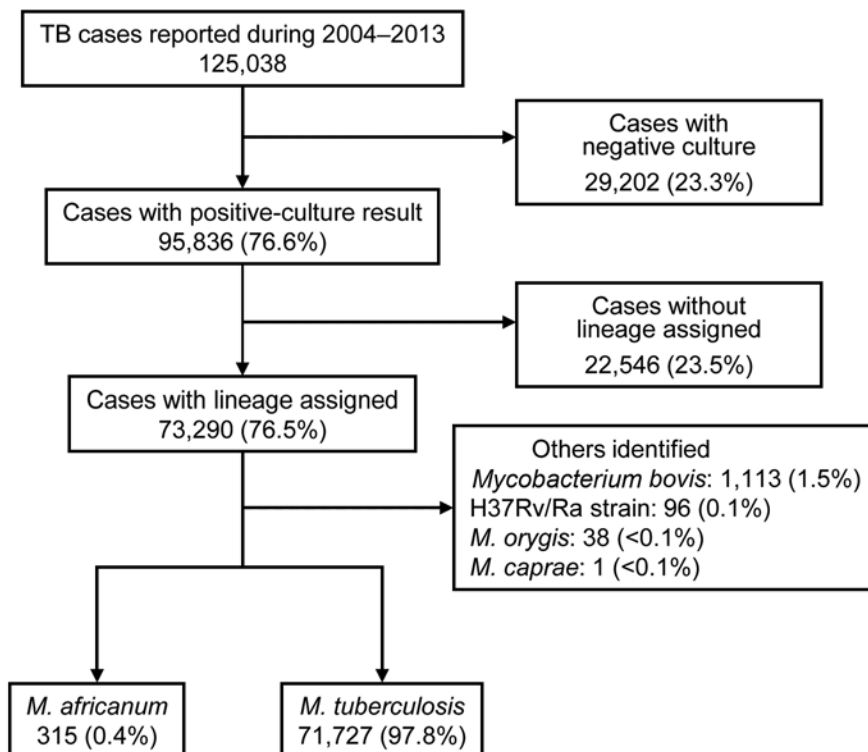 TB cases reported during 2004–2013
125,038
Cases with
negative culture
29,202 (23.3%)
Cases with positive-culture result
95,836 (76.6%)
Cases without
lineage assigned
22,546 (23.5%)
Cases with lineage assigned
73,290 (76.5%)
Others identified
Mycobacterium bovis: 1,113 (1.5%)
H37Rv/Ra strain: 96 (0.1%)
M. orygis: 38 (<0.1%)
M. caprae: 1 (<0.1%)
M. africanum
315 (0.4%)
M. tuberculosis
71,727 (97.8%)